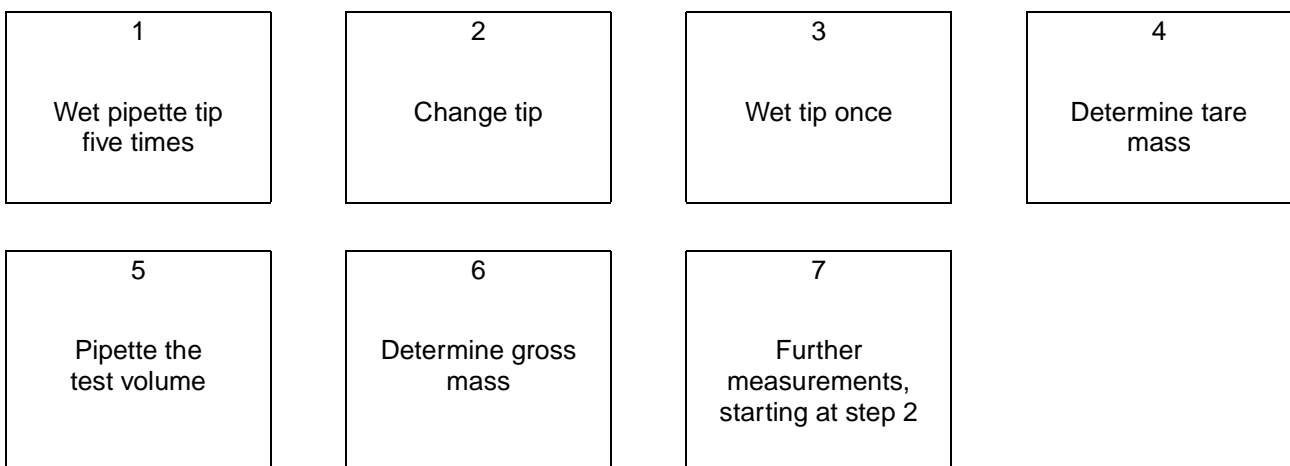 1
Wet pipette tip
five times
2
Change tip
3
Wet tip once
4
Determine tare
mass
5
Pipette the
test volume
6
Determine gross
mass
7
Further
measurements,
starting at step 2